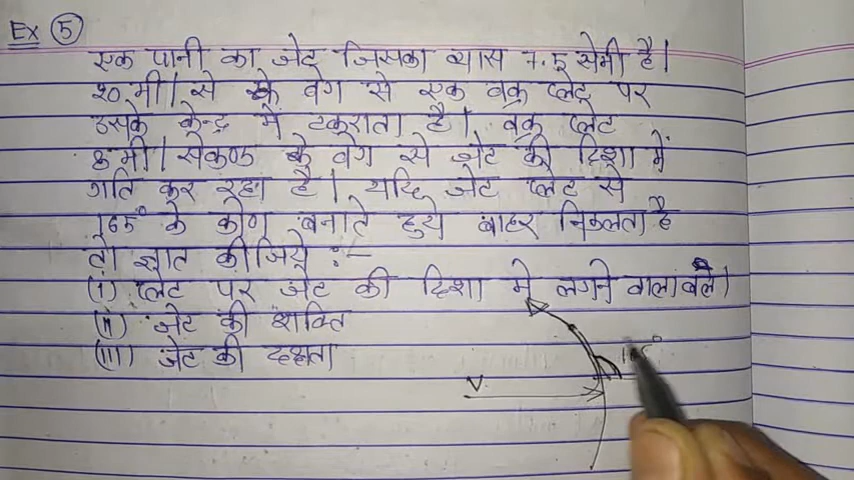 Ex ⑤
एक पानी का जेट जिसका व्यास 7.5 सेमी है।
२० मी। से के वेग से एक वक्र प्लेट पर
उसके केन्द्र में टकराता है। वक्र प्लेट
8 मी। सेकण्ड के वेग से जेट की दिशा में
गति कर रहा है। यदि जेट प्लेट से
165° के कोण बनाते हुये बाहर निकलता है
तो ज्ञात कीजिये :—
(i) प्लेट पर जेट की दिशा में लगने वाला बल।
(ii) जेट की शक्ति
(iii) जेट की दक्षता
V